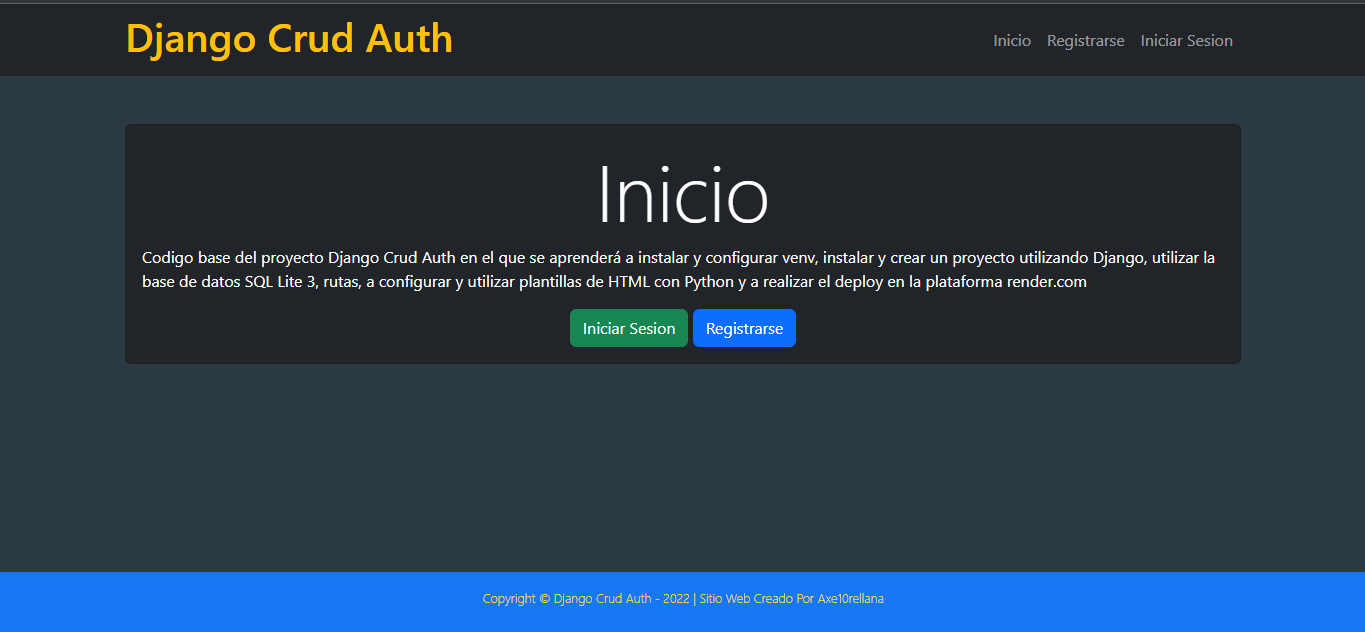 Django Crud Auth
Inicio Registrarse Iniciar Sesion
Inicio
Codigo base del proyecto Django Crud Auth en el que se aprenderá a instalar y configurar venv, instalar y crear un proyecto utilizando Django, utilizar la
base de datos SQL Lite 3, rutas, a configurar y utilizar plantillas de HTML con Python y a realizar el deploy en la plataforma render.com
Iniciar Sesion Registrarse
Copyright © Django Crud Auth - 2022 | Sitio Web Creado Por Axe10rellana